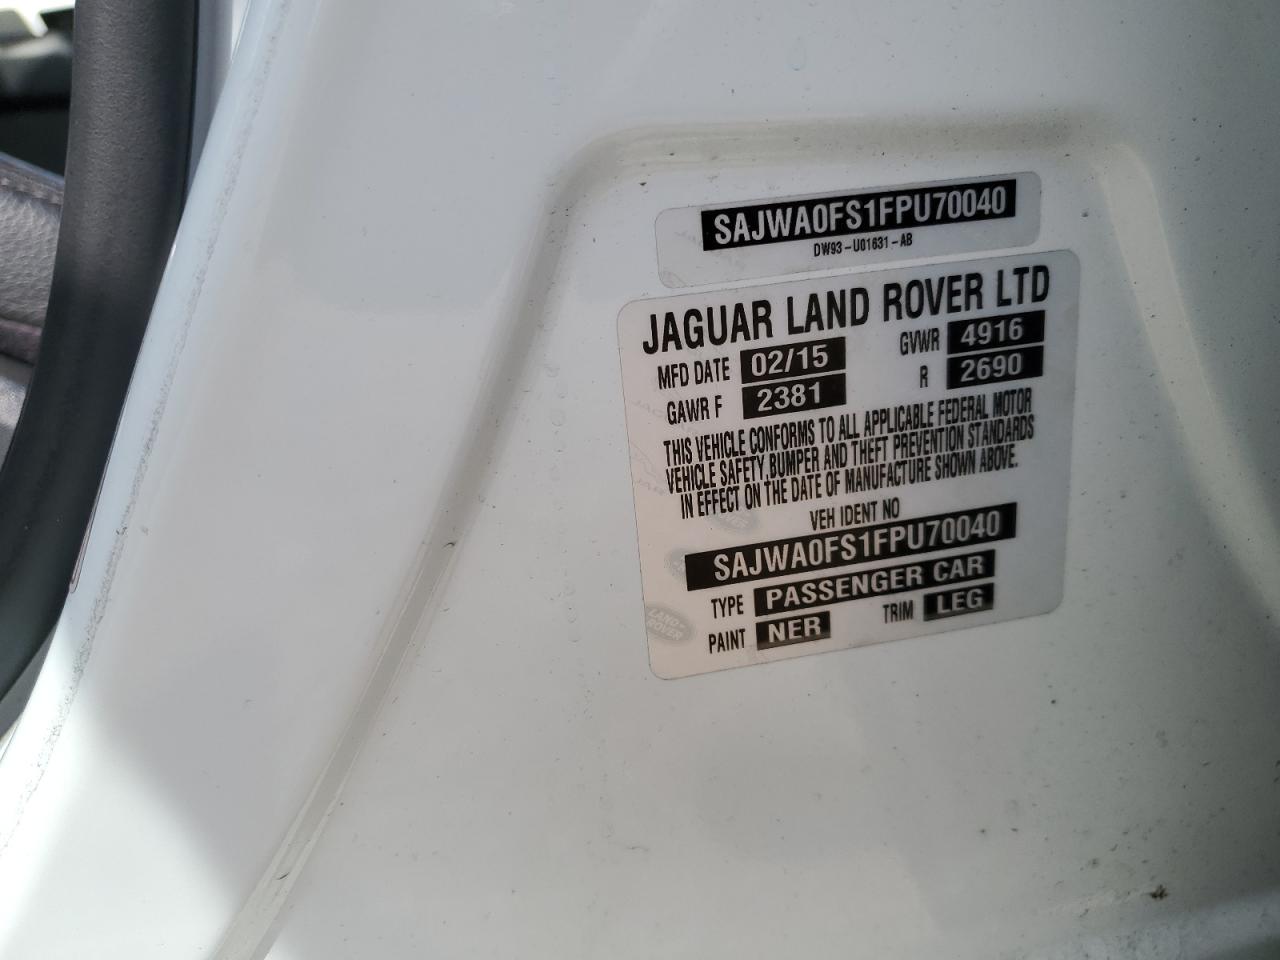 SAJWA0FS1FPU70040
DW93-U01631-AB
JAGUAR LAND ROVER LTD
MFD DATE 02/15 GVWR 4916
GAWR F 2381 R 2690
THIS VEHICLE CONFORMS TO ALL APPLICABLE FEDERAL MOTOR
VEHICLE SAFETY, BUMPER AND THEFT PREVENTION STANDARDS
IN EFFECT ON THE DATE OF MANUFACTURE SHOWN ABOVE.
VEH IDENT NO
SAJWA0FS1FPU70040
TYPE PASSENGER CAR
PAINT NER TRIM LEG
LAND-
ROVER